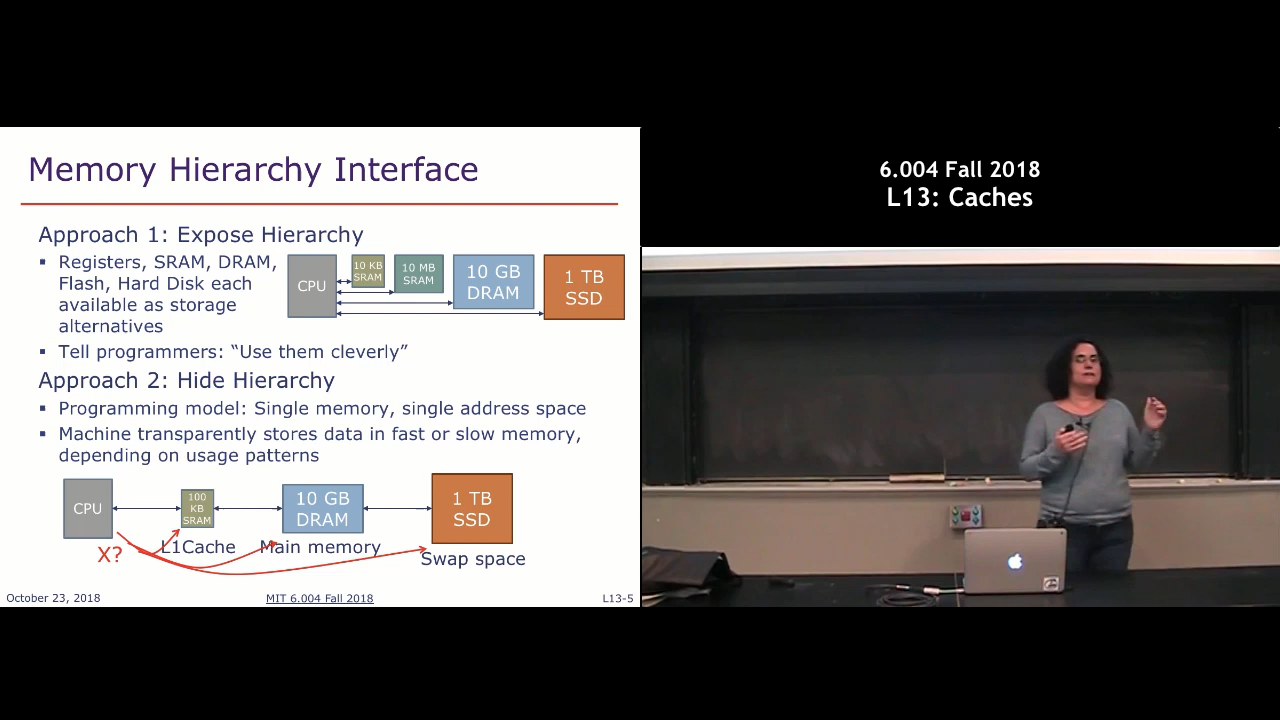 Memory Hierarchy Interface
Approach 1: Expose Hierarchy
▪ Registers, SRAM, DRAM,
Flash, Hard Disk each
available as storage
alternatives
CPU
10 KB
SRAM
10 MB
SRAM
10 GB
DRAM
1 TB
SSD
▪ Tell programmers: “Use them cleverly”
Approach 2: Hide Hierarchy
▪ Programming model: Single memory, single address space
▪ Machine transparently stores data in fast or slow memory,
depending on usage patterns
CPU
100
KB
SRAM
10 GB
DRAM
1 TB
SSD
X?
L1Cache
Main memory
Swap space
October 23, 2018
MIT 6.004 Fall 2018
L13-5
6.004 Fall 2018
L13: Caches